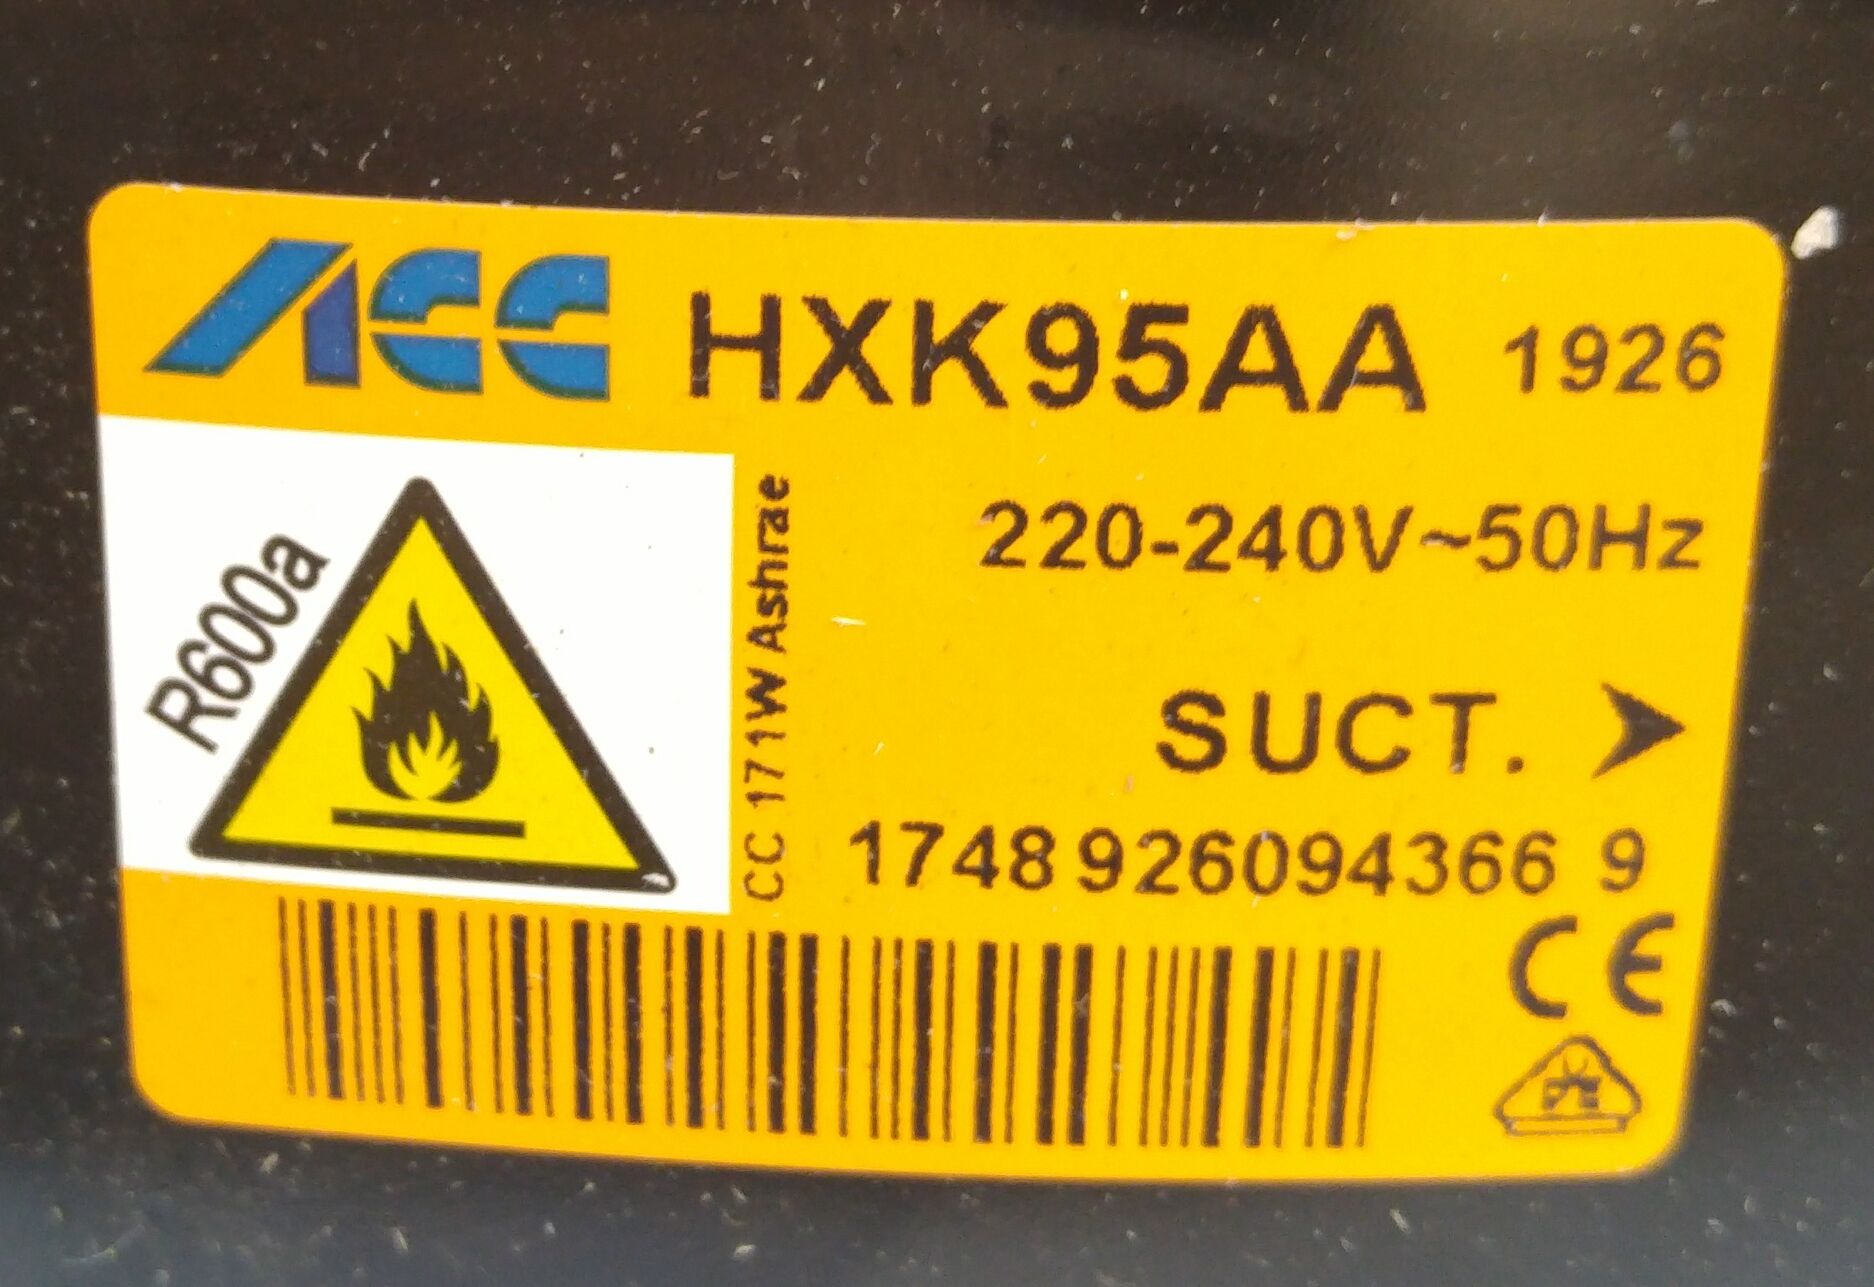 ACC HXK95AA 1926
R600a
CC 171W Ashrae
220-240V~50Hz
SUCT. ➤
1748 926094366 9
CE